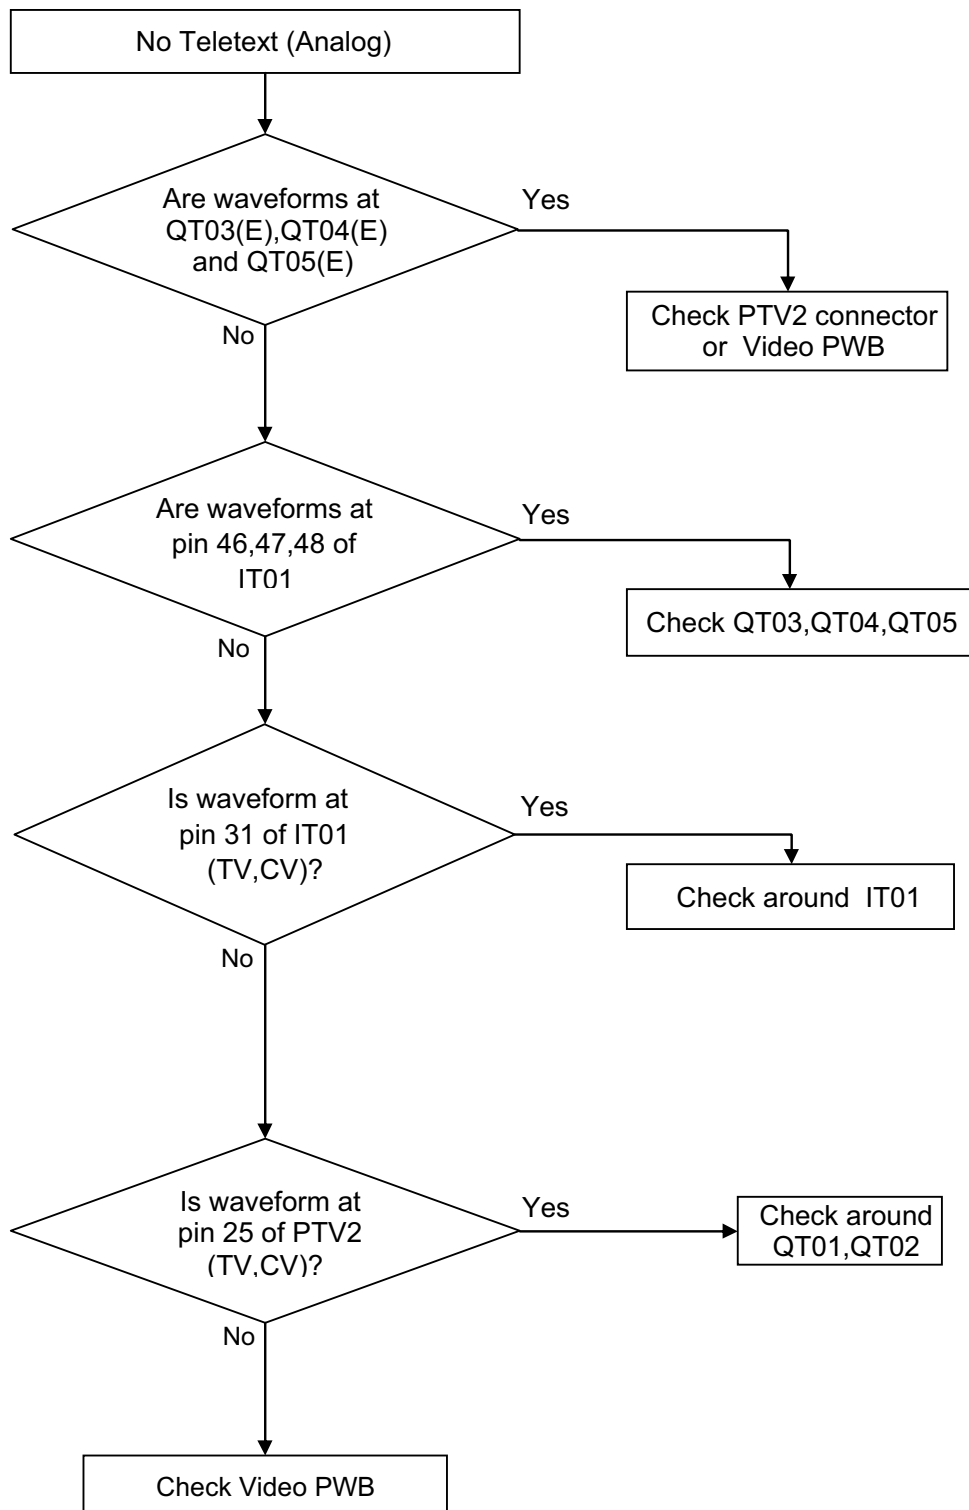 No Teletext (Analog)
Are waveforms at
QT03(E),QT04(E)
and QT05(E)
Yes
Check PTV2 connector
or Video PWB
No
Are waveforms at
pin 46,47,48 of
IT01
Yes
Check QT03,QT04,QT05
No
Is waveform at
pin 31 of IT01
(TV,CV)?
Yes
Check around IT01
No
Is waveform at
pin 25 of PTV2
(TV,CV)?
Yes
Check around
QT01,QT02
No
Check Video PWB